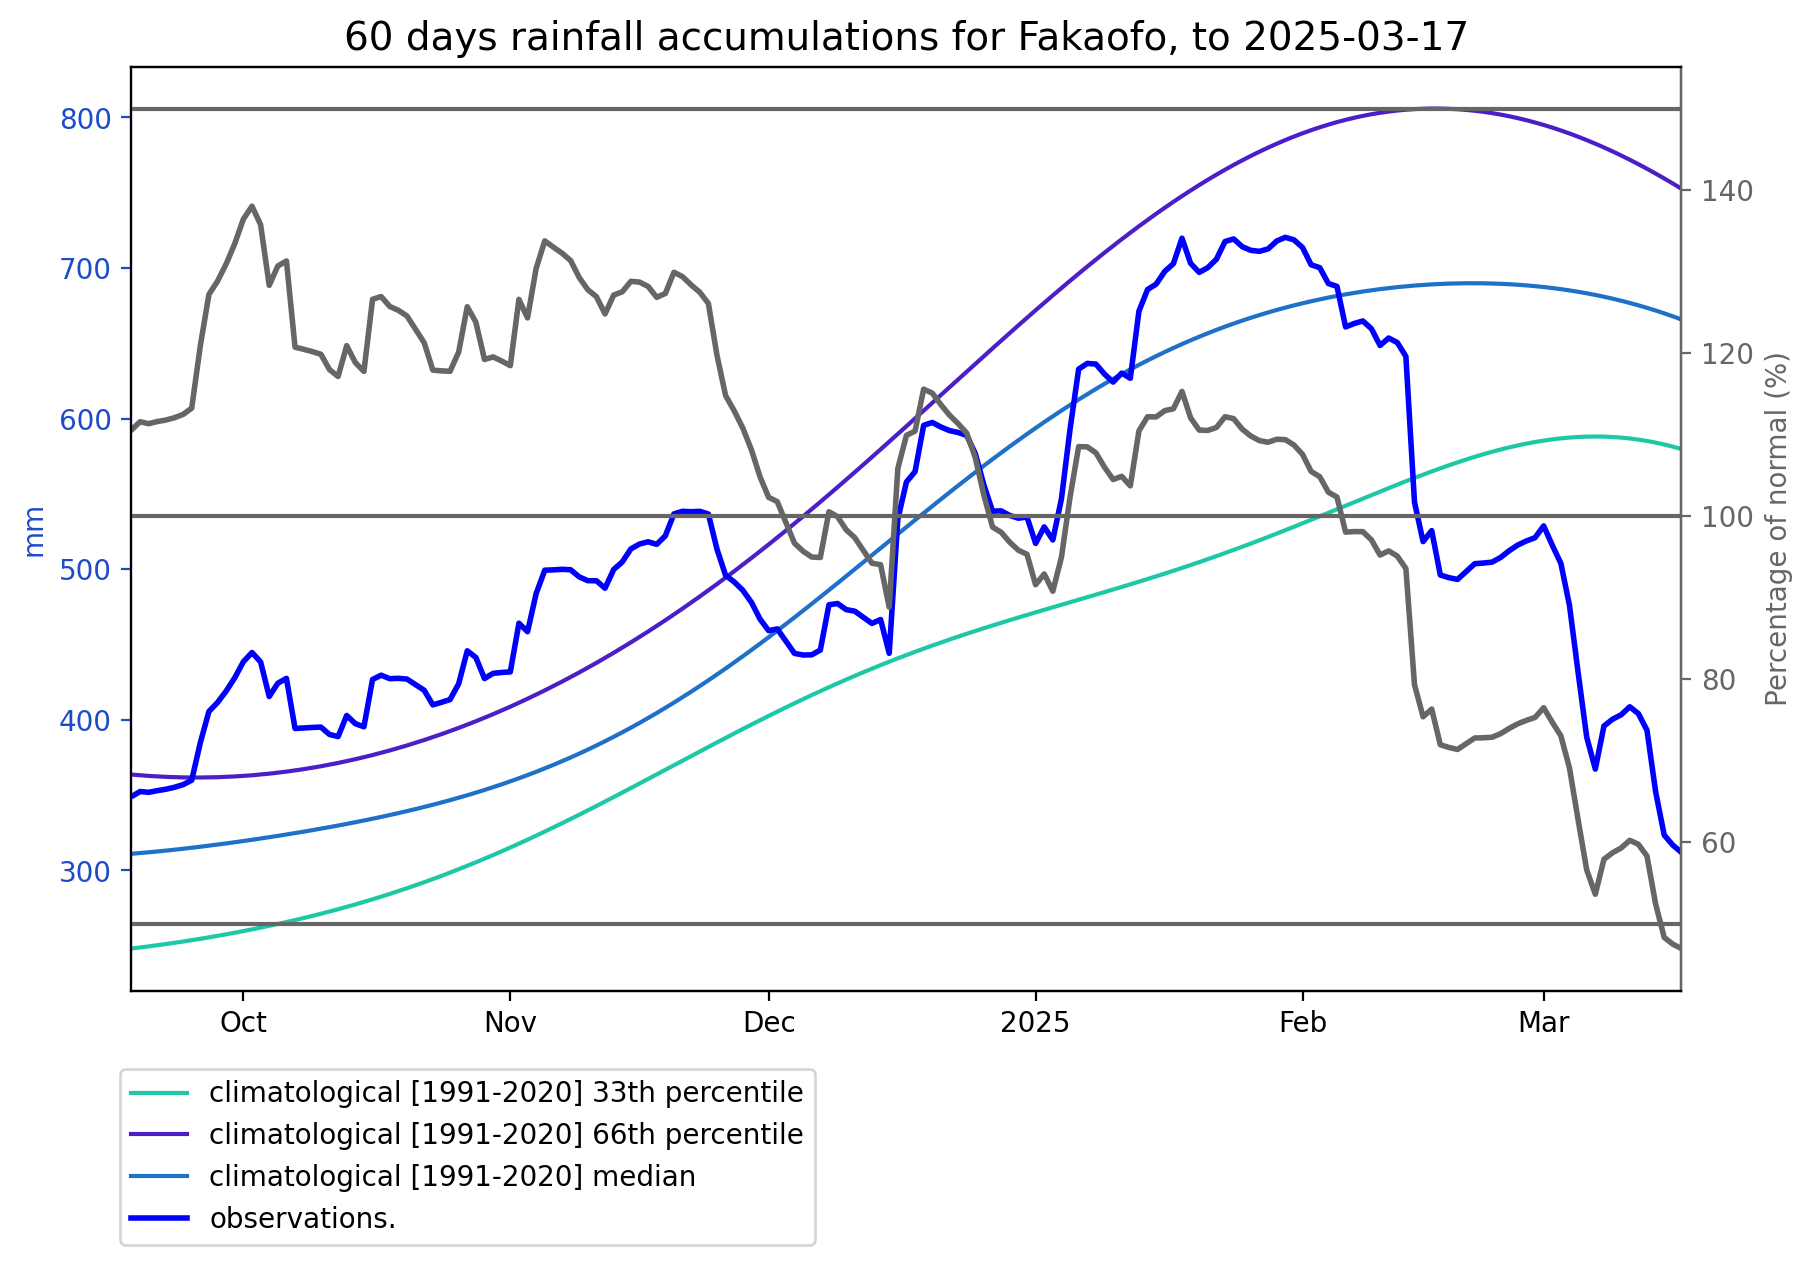 60 days rainfall accumulations for Fakaofo, to 2025-03-17
800
700
600
500
400
300
mm
140
120
100
80
60
Percentage of normal (%)
Oct Nov Dec 2025 Feb Mar
climatological [1991-2020] 33th percentile
climatological [1991-2020] 66th percentile
climatological [1991-2020] median
observations.